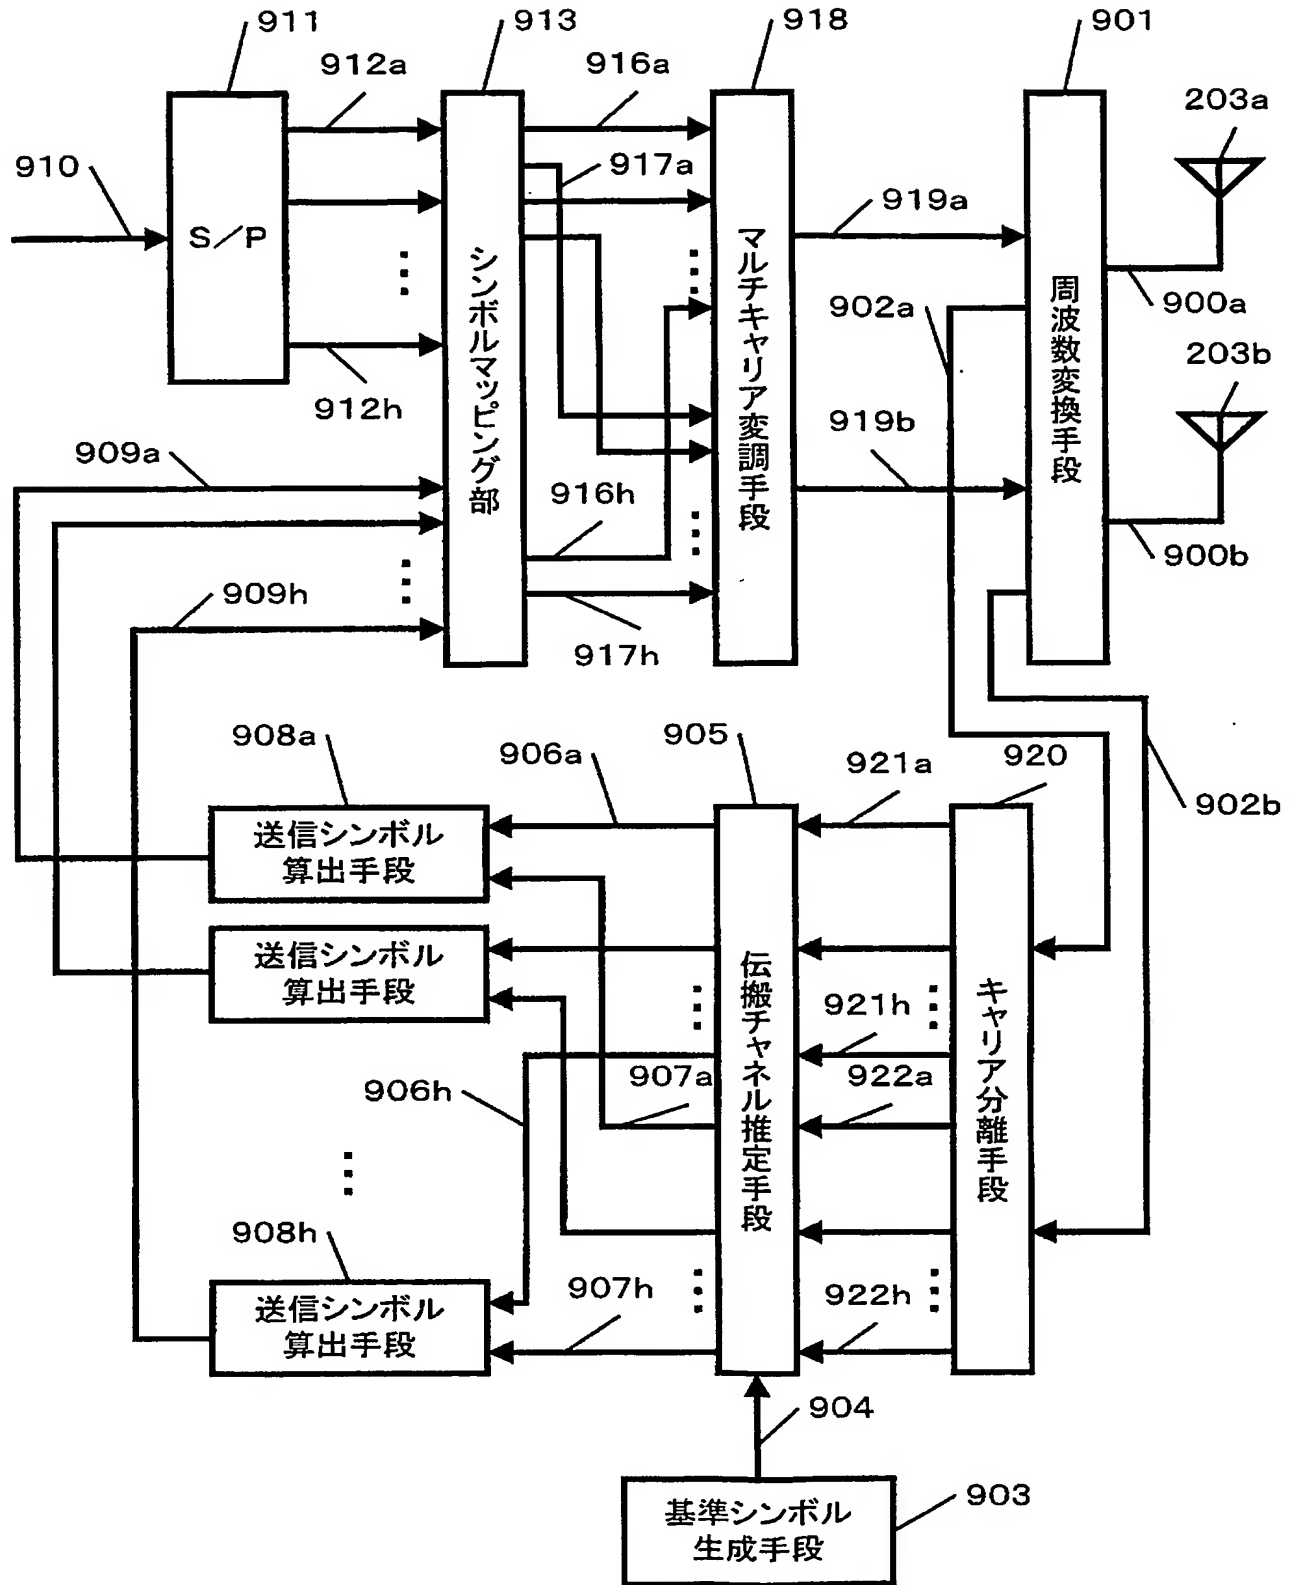 911
913
918
901
912a
916a
203a
910
917a
919a
S/P
シンボルマッピング部
マルチキャリア変調手段
周波数変換手段
902a
900a
203b
912h
919b
909a
916h
900b
909h
917h
908a
905
920
906a
921a
902b
送信シンボル
算出手段
送信シンボル
算出手段
伝搬チャネル推定手段
キャリア分離手段
921h
907a
922a
906h
908h
907h
922h
送信シンボル
算出手段
904
903
基準シンボル
生成手段